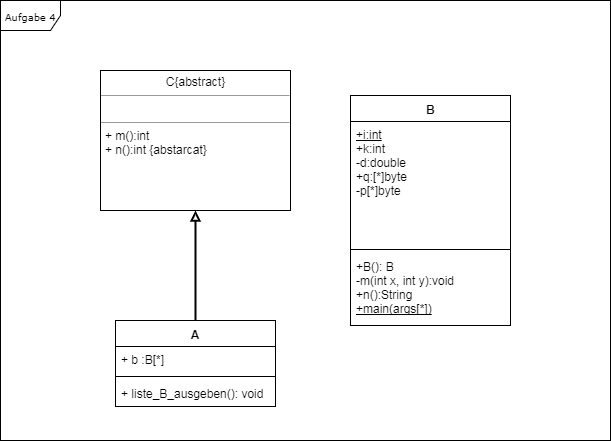 Aufgabe 4
C{abstract}
+ m():int
+ n():int {abstarcat}
B
+i:int
+k:int
-d:double
+q:[*]byte
-p[*]byte
+B(): B
-m(int x, int y):void
+n():String
+main(args[*])
A
+ b :B[*]
+ liste_B_ausgeben(): void